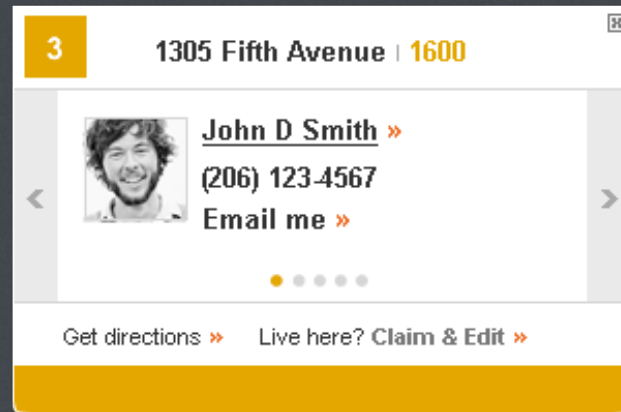 3
1305 Fifth Avenue | 1600
John D Smith »
(206) 123-4567
Email me »
Get directions » Live here? Claim & Edit »